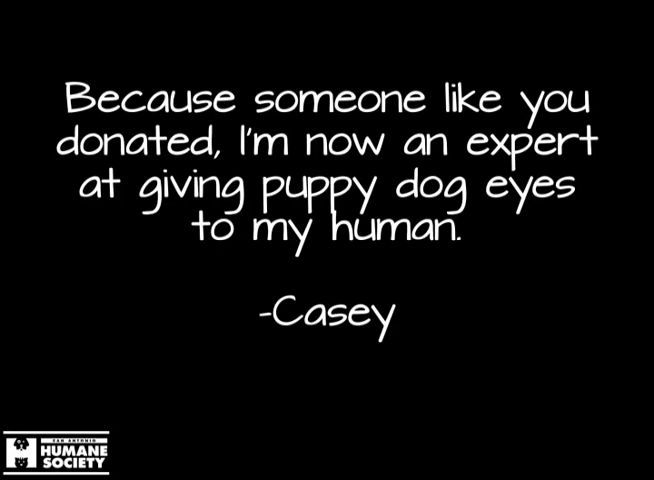 Because someone like you
donated, I'm now an expert
at giving puppy dog eyes
to my human.
-Casey
SAN ANTONIO
HUMANE
SOCIETY